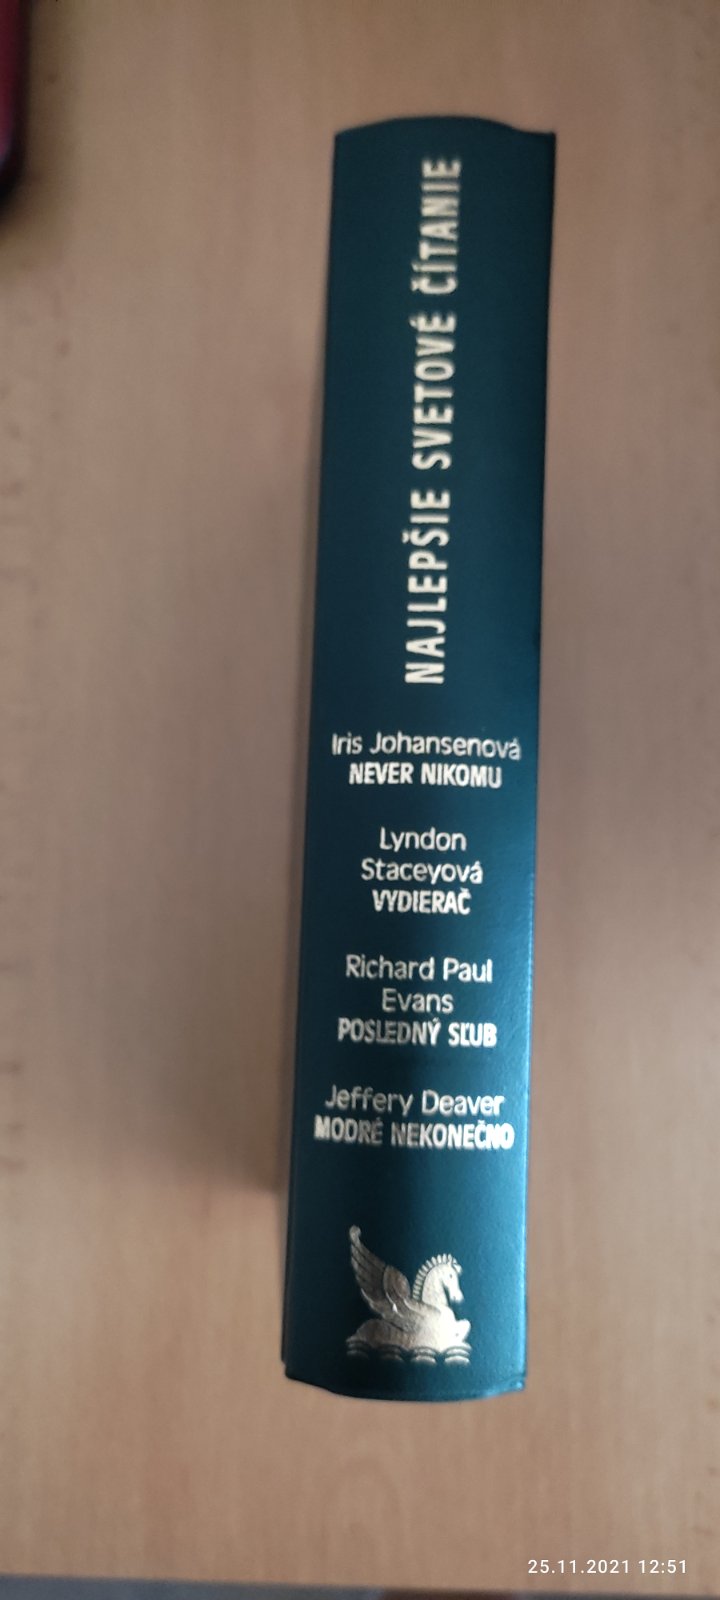 NAJLEPŠIE SVETOVÉ ČÍTANIE
Iris Johansenová
NEVER NIKOMU
Lyndon
Staceyová
VYDIERAČ
Richard Paul
Evans
POSLEDNÝ SĽUB
Jeffery Deaver
MODRÉ NEKONEČNO
25.11.2021 12:51